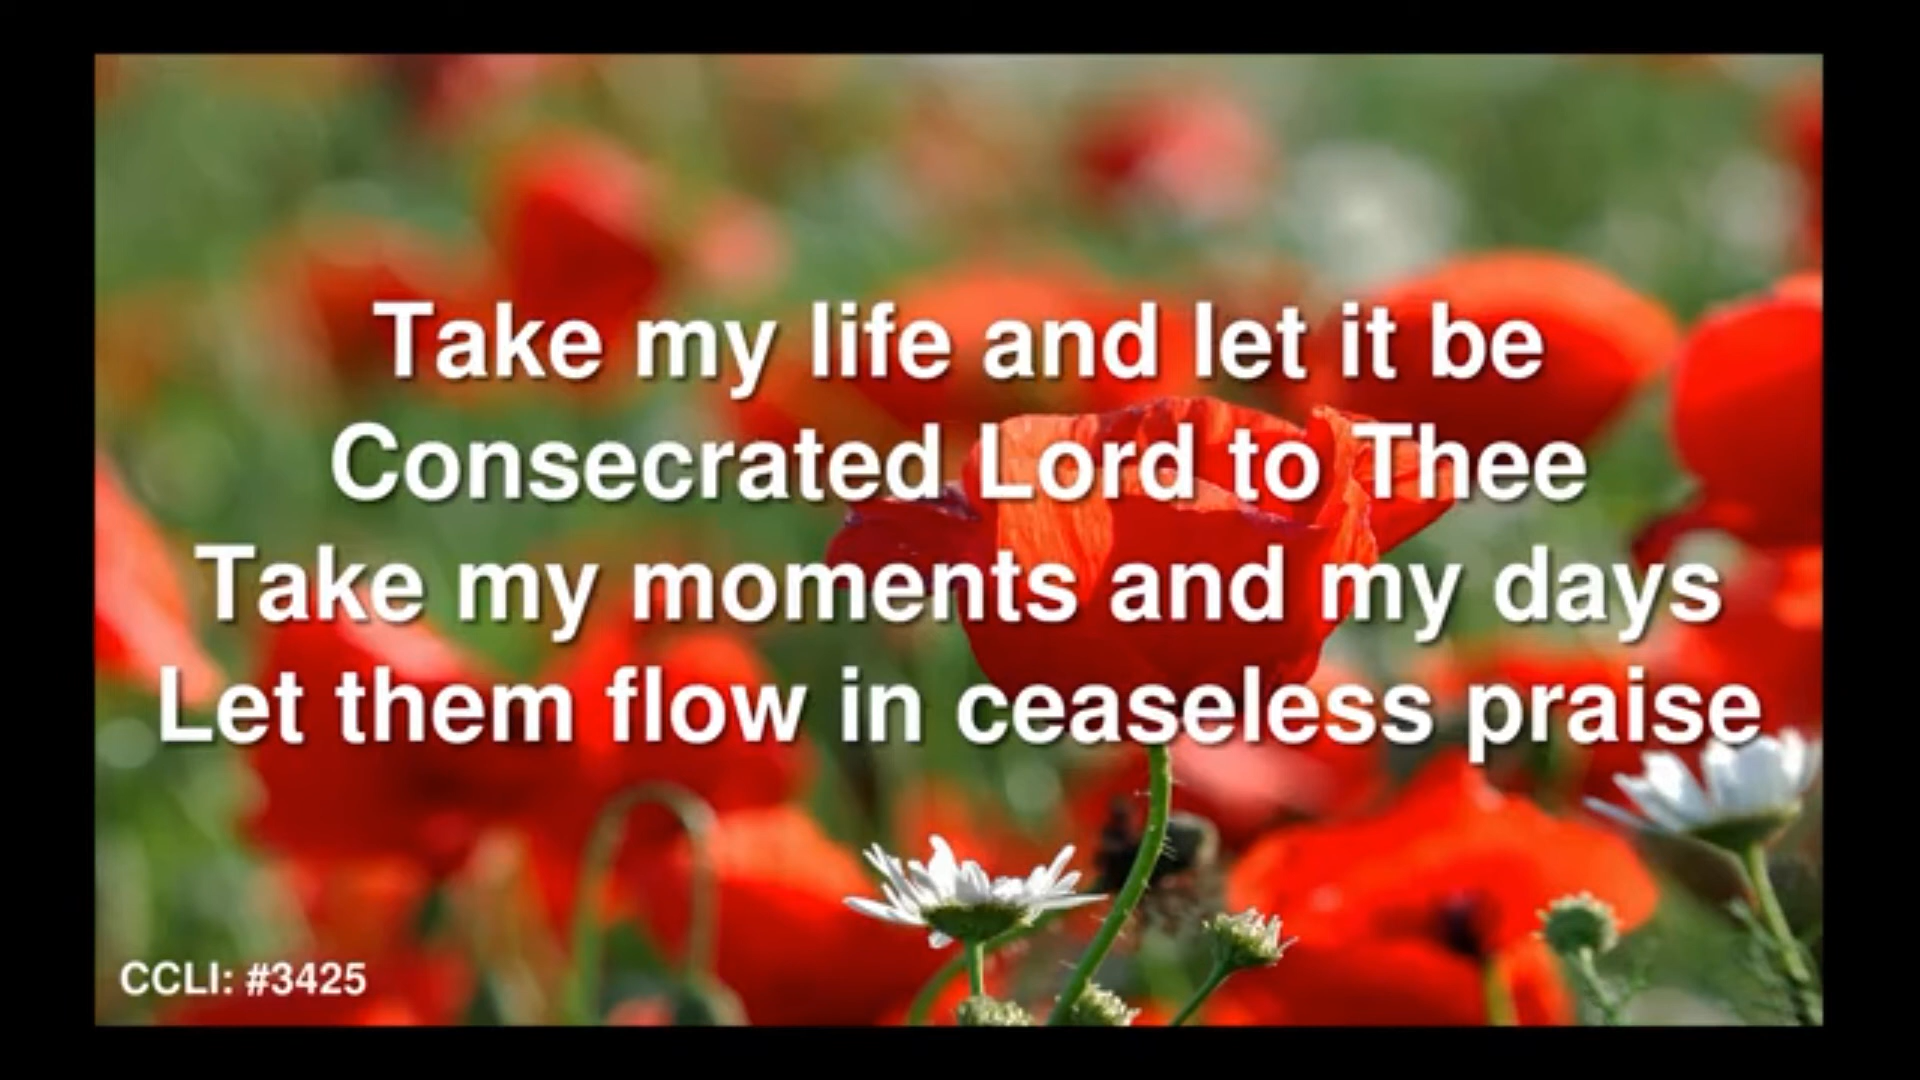 Take my life and let it be
Consecrated Lord to Thee
Take my moments and my days
Let them flow in ceaseless praise
CCLI: #3425